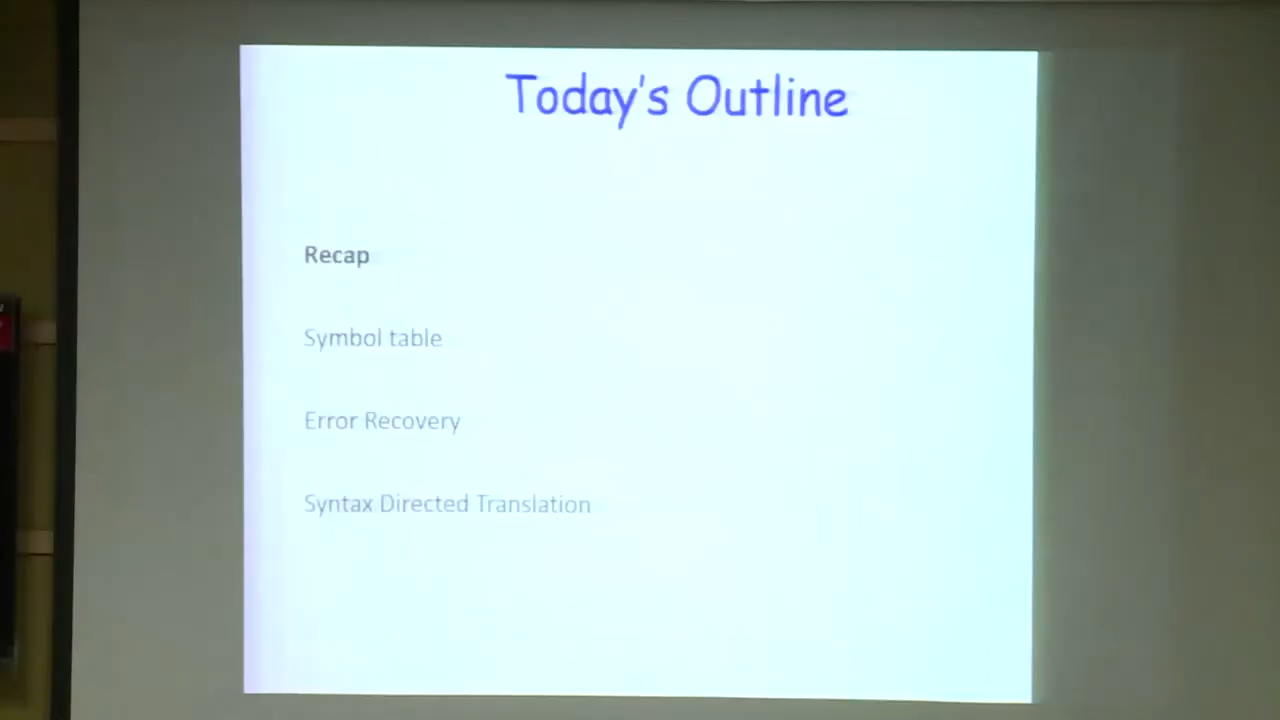 Today's Outline
Recap
Symbol table
Error Recovery
Syntax Directed Translation